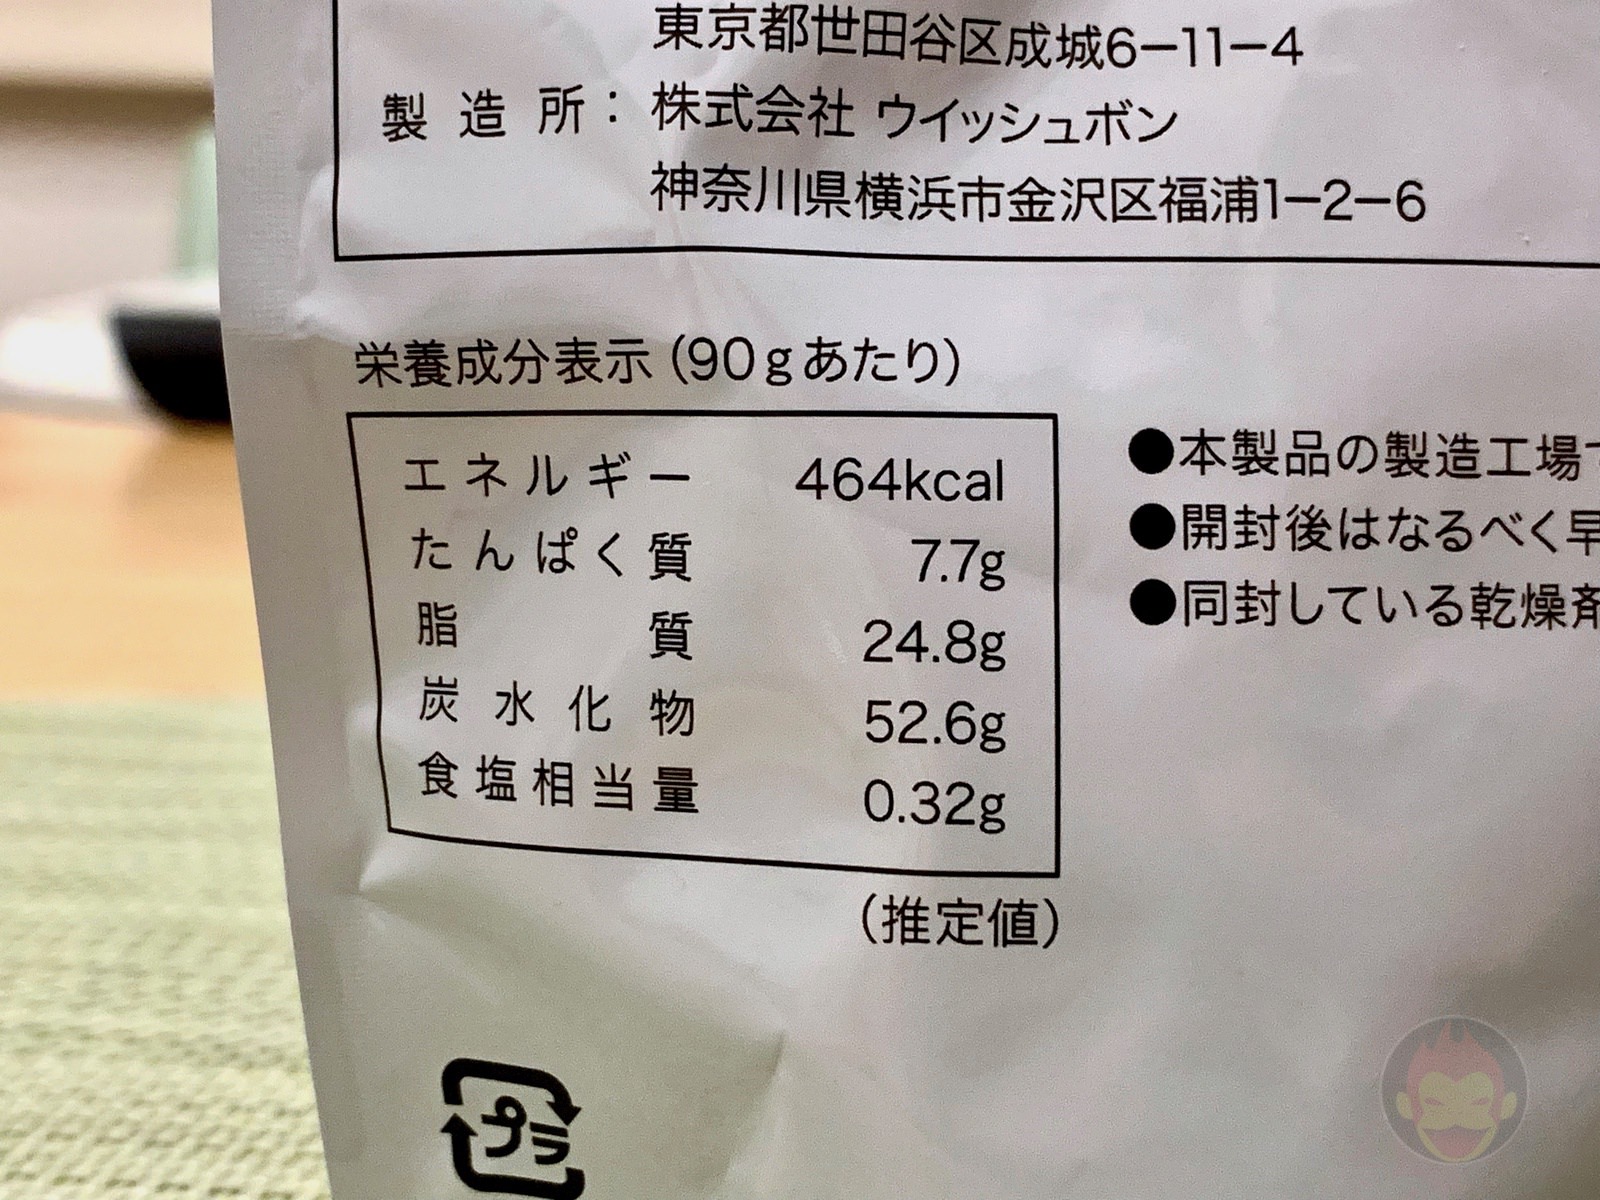 東京都世田谷区成城6-11-4
製造所：株式会社 ウイッシュボン
神奈川県横浜市金沢区福浦1-2-6
栄養成分表示（90gあたり）
エネルギー 464kcal
たんぱく質 7.7g
脂質 24.8g
炭水化物 52.6g
食塩相当量 0.32g
（推定値）
●本製品の製造工場で
●開封後はなるべく早
●同封している乾燥剤
プラ